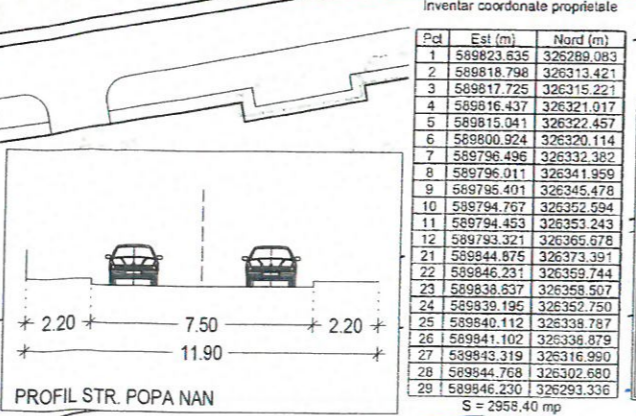 Inventar coordonate proprietate
Pct Est (m) Nord (m)
1 589823.635 326289.083
2 589818.798 326313.421
3 589817.725 326315.221
4 589816.437 326321.017
5 589815.041 326322.457
6 589800.924 326320.114
7 589796.496 326332.382
8 589796.011 326341.959
9 589795.401 326345.478
10 589794.767 326352.594
11 589794.453 326353.243
12 589793.321 326365.678
21 589844.875 326373.391
22 589846.231 326359.744
23 589838.637 326358.507
24 589839.195 326352.750
25 589840.112 326338.787
26 589841.102 326338.879
27 589843.319 326316.990
28 589844.768 326302.680
29 589846.230 326293.336
S = 2958,40 mp
2.20 7.50 2.20
11.90
PROFIL STR. POPA NAN